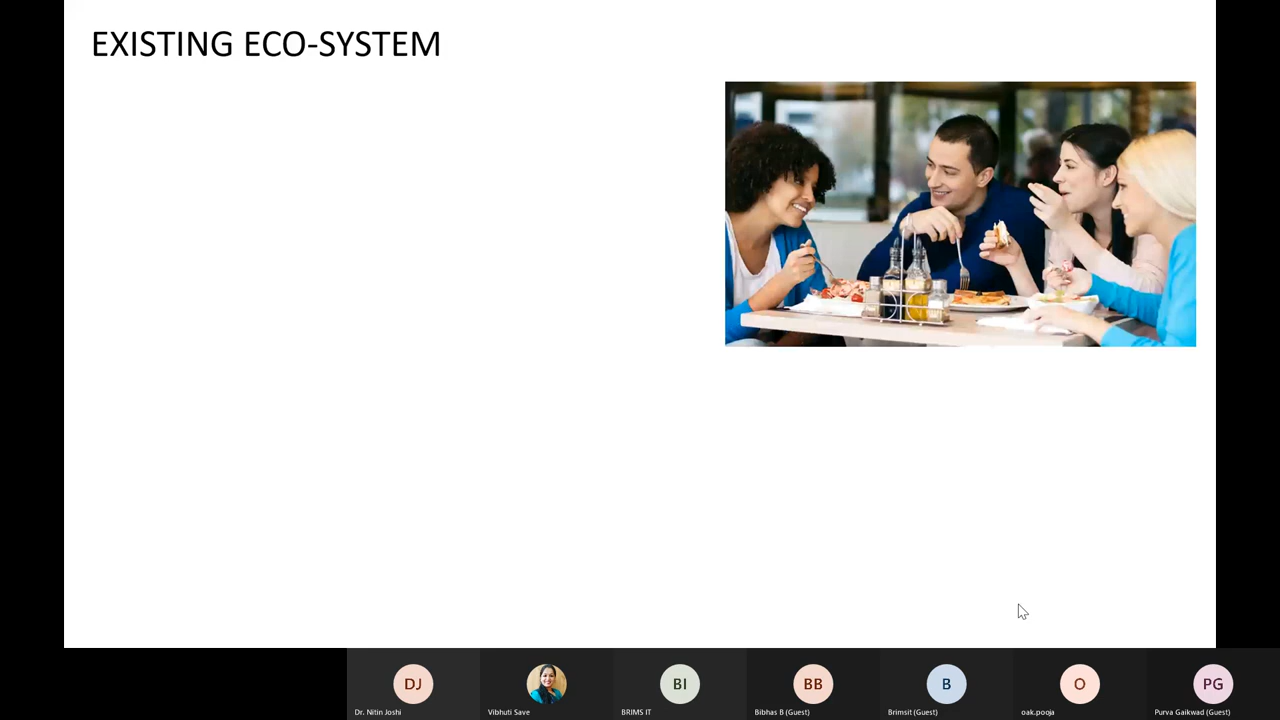 EXISTING ECO-SYSTEM
DJ
BI
BB
B
O
PG
Dr. Nitin Joshi
Vibhuti Save
BRIMS IT
Bibhas B (Guest)
Brimsit (Guest)
oak.pooja
Purva Gaikwad (Guest)